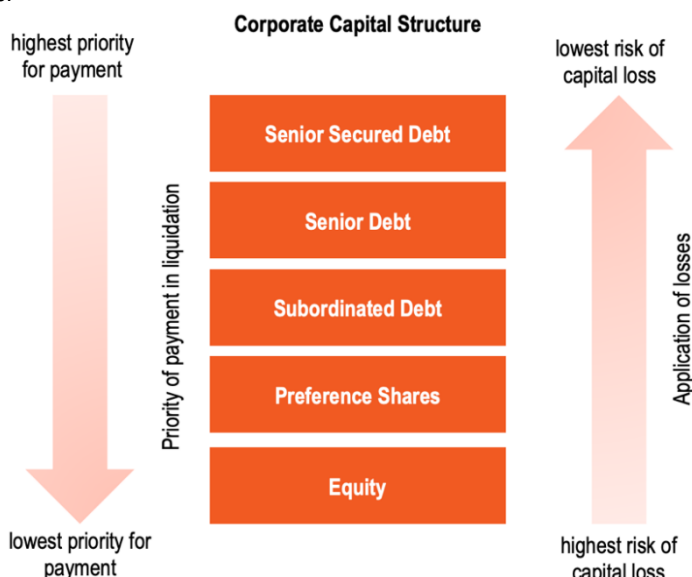 Corporate Capital Structure
highest priority
for payment
lowest risk of
capital loss
Senior Secured Debt
Senior Debt
Subordinated Debt
Preference Shares
Equity
Priority of payment in liquidation
Application of losses
lowest priority for
payment
highest risk of
capital loss